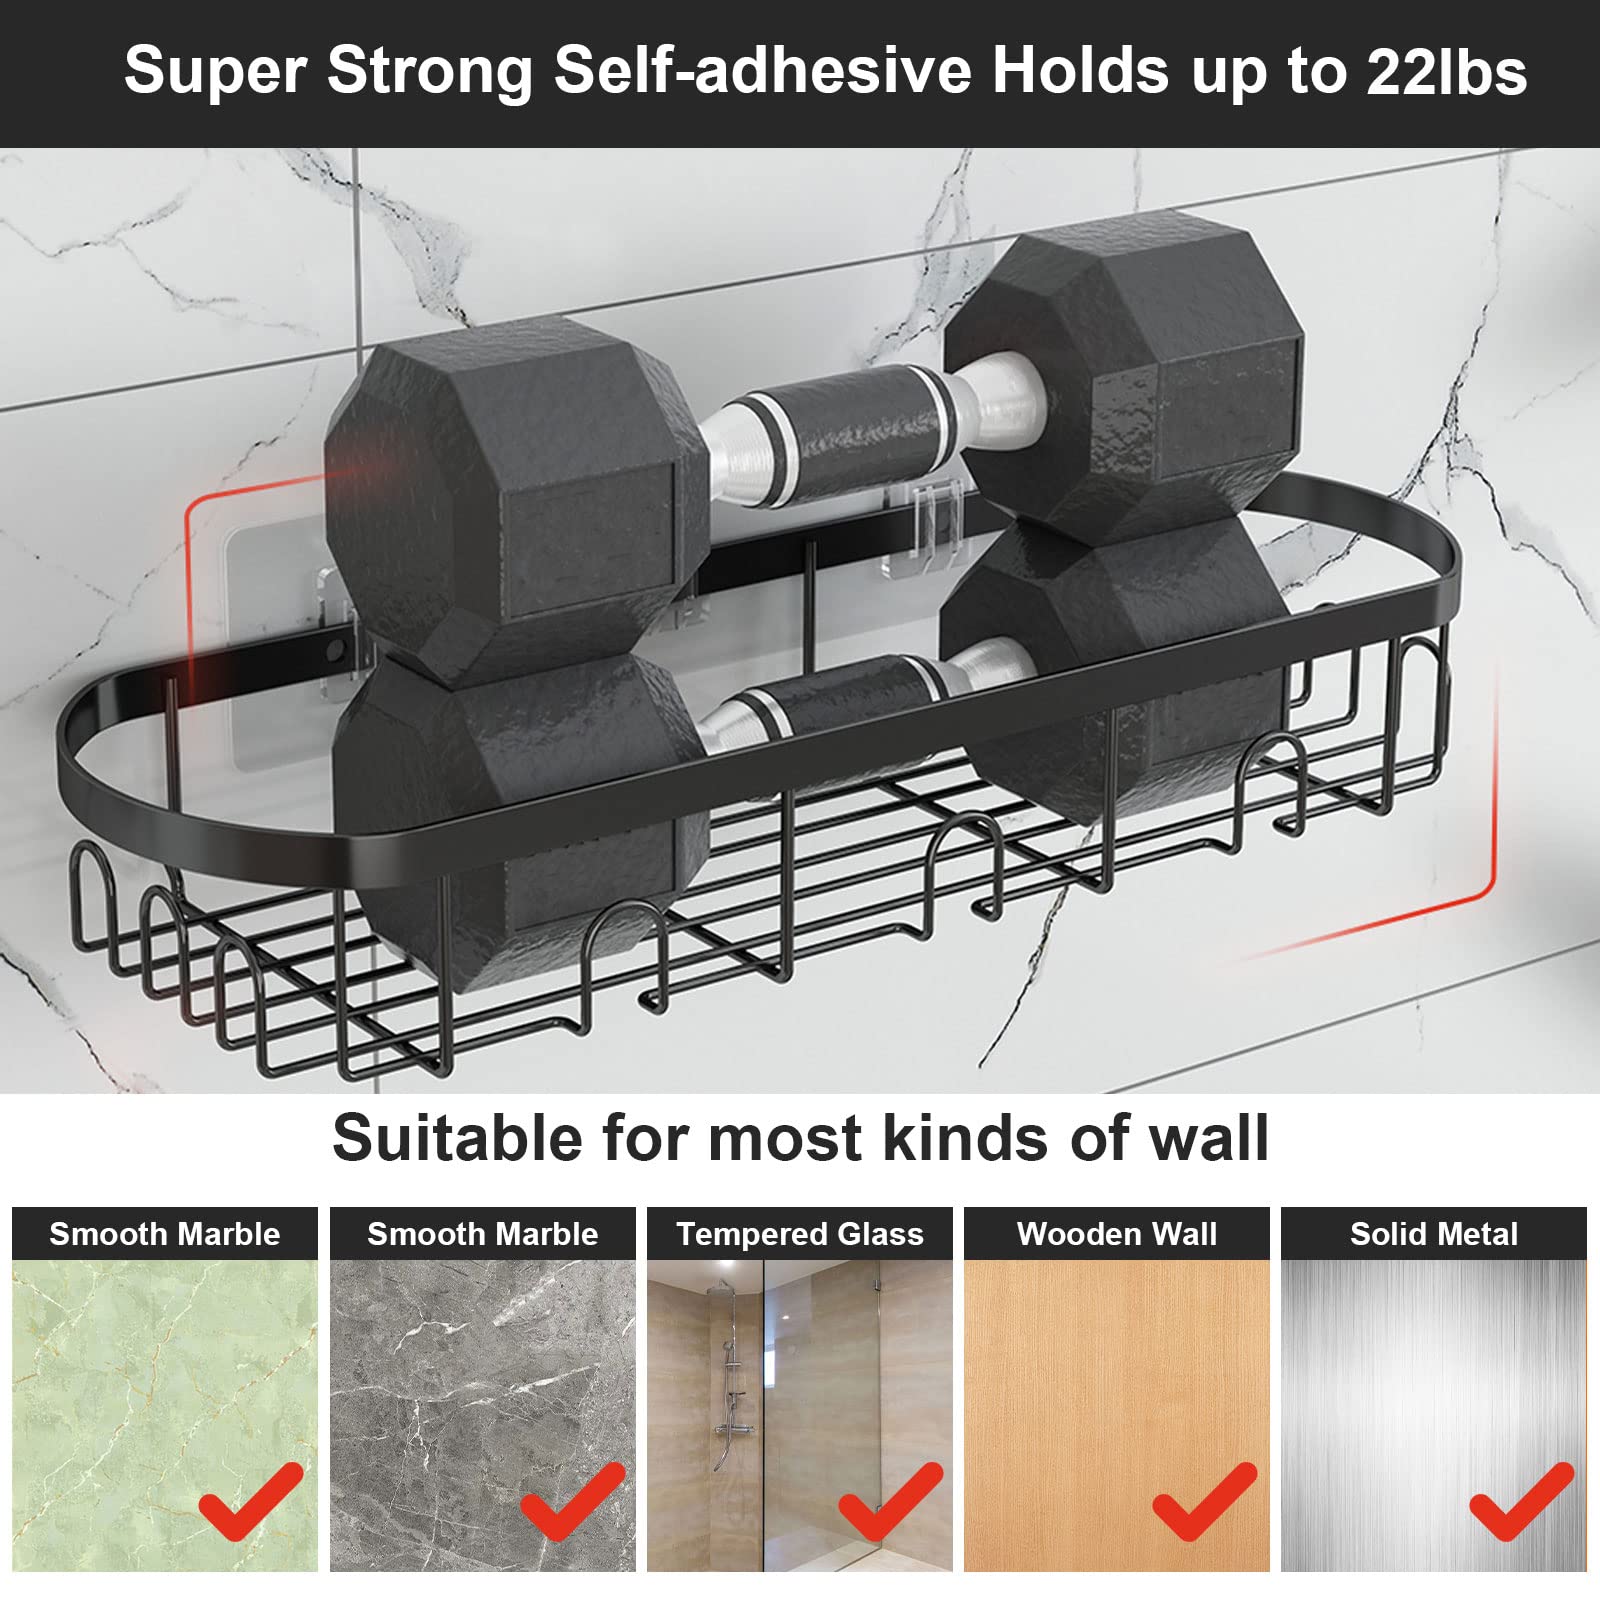 Super Strong Self-adhesive Holds up to 22lbs
Suitable for most kinds of wall
Smooth Marble
Smooth Marble
Tempered Glass
Wooden Wall
Solid Metal